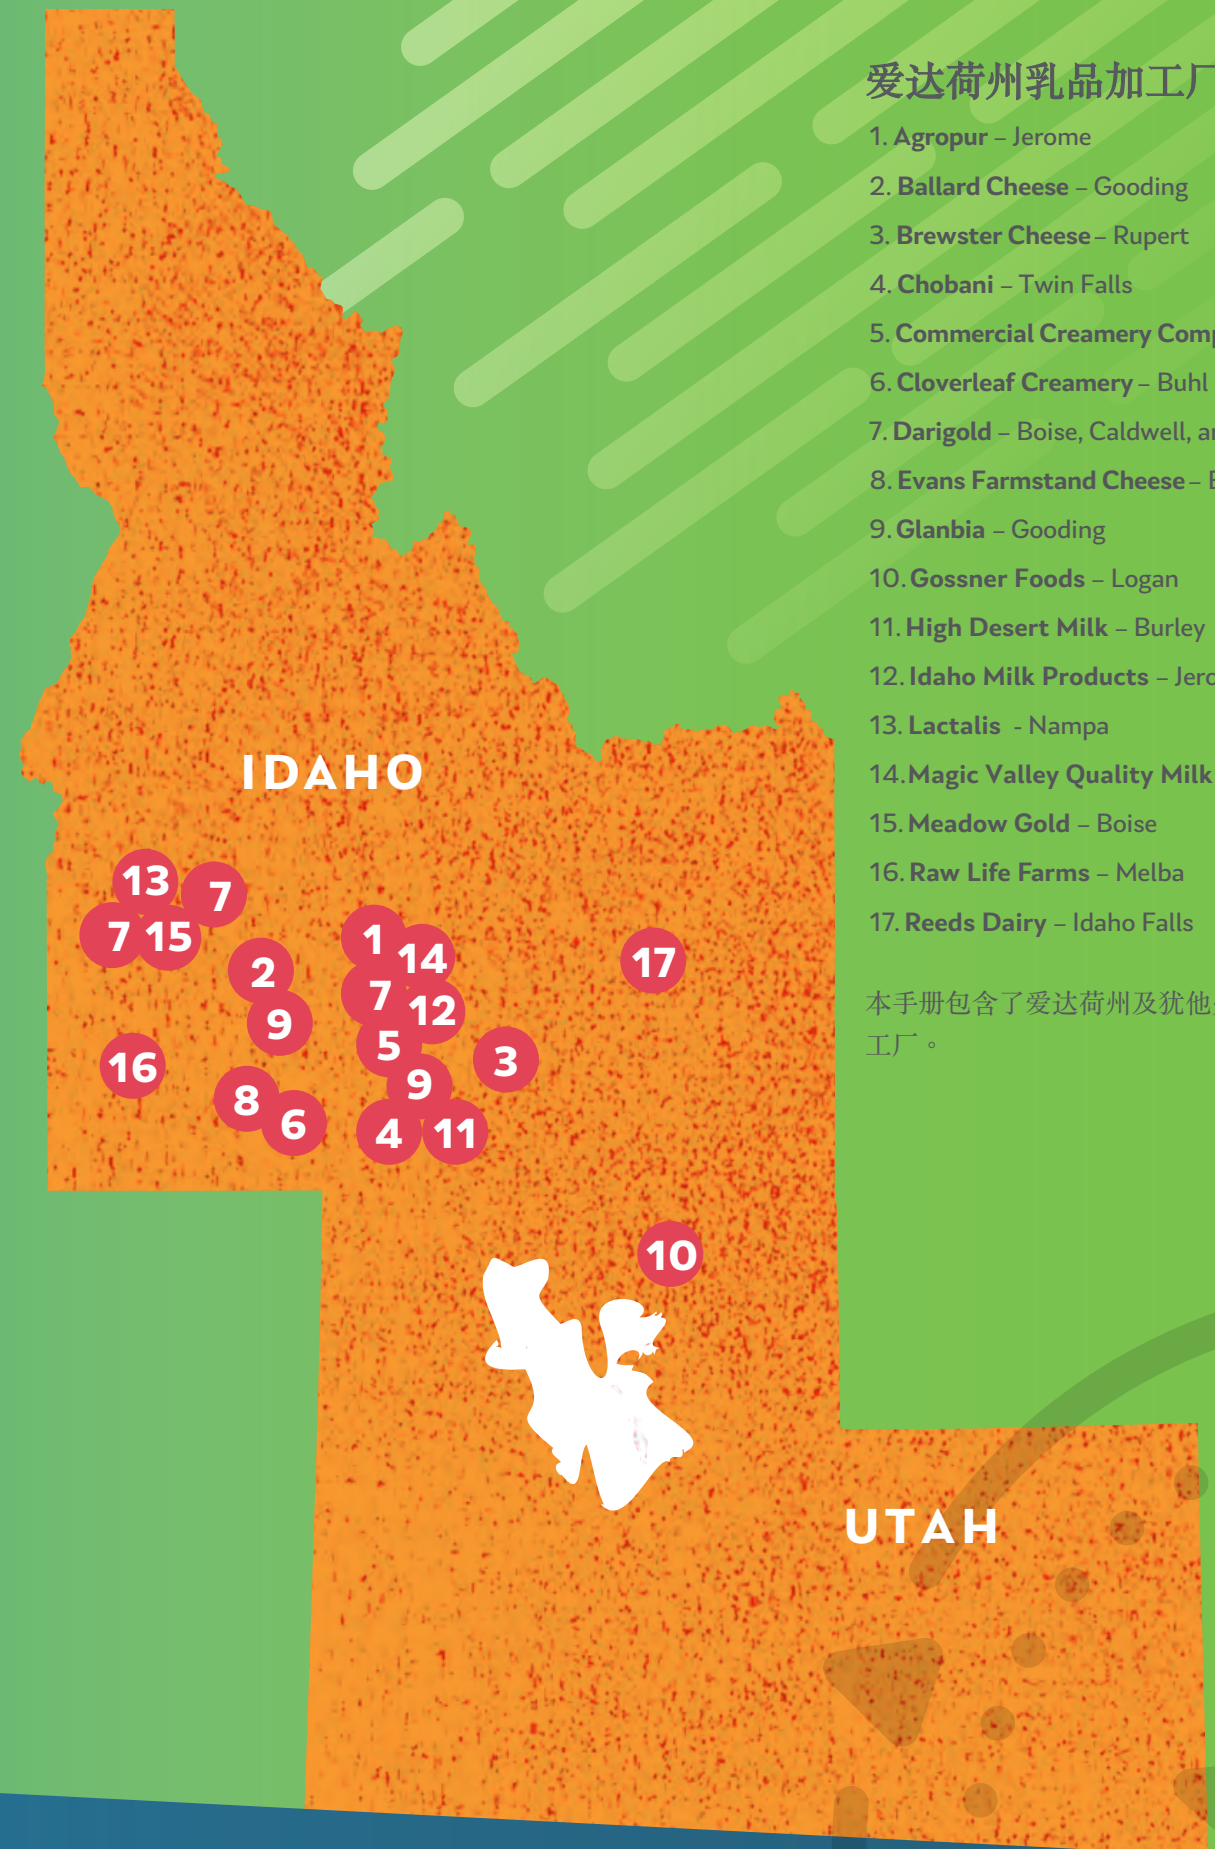 爱达荷州乳品加工厂
1. Agropur – Jerome
2. Ballard Cheese – Gooding
3. Brewster Cheese – Rupert
4. Chobani – Twin Falls
5. Commercial Creamery
6. Cloverleaf Creamery – Buhl
7. Darigold – Boise, Caldwell,
8. Evans Farmstand Cheese –
9. Glanbia – Gooding
10. Gossner Foods – Logan
11. High Desert Milk – Burley
12. Idaho Milk Products –
13. Lactalis - Nampa
14. Magic Valley Quality Milk
15. Meadow Gold – Boise
16. Raw Life Farms – Melba
17. Reeds Dairy – Idaho Falls
本手册包含了爱达荷州及犹他
工厂。
IDAHO
13
7
7 15
1
14
2
17
7
12
9
5
3
16
9
8
6
4
11
10
UTAH